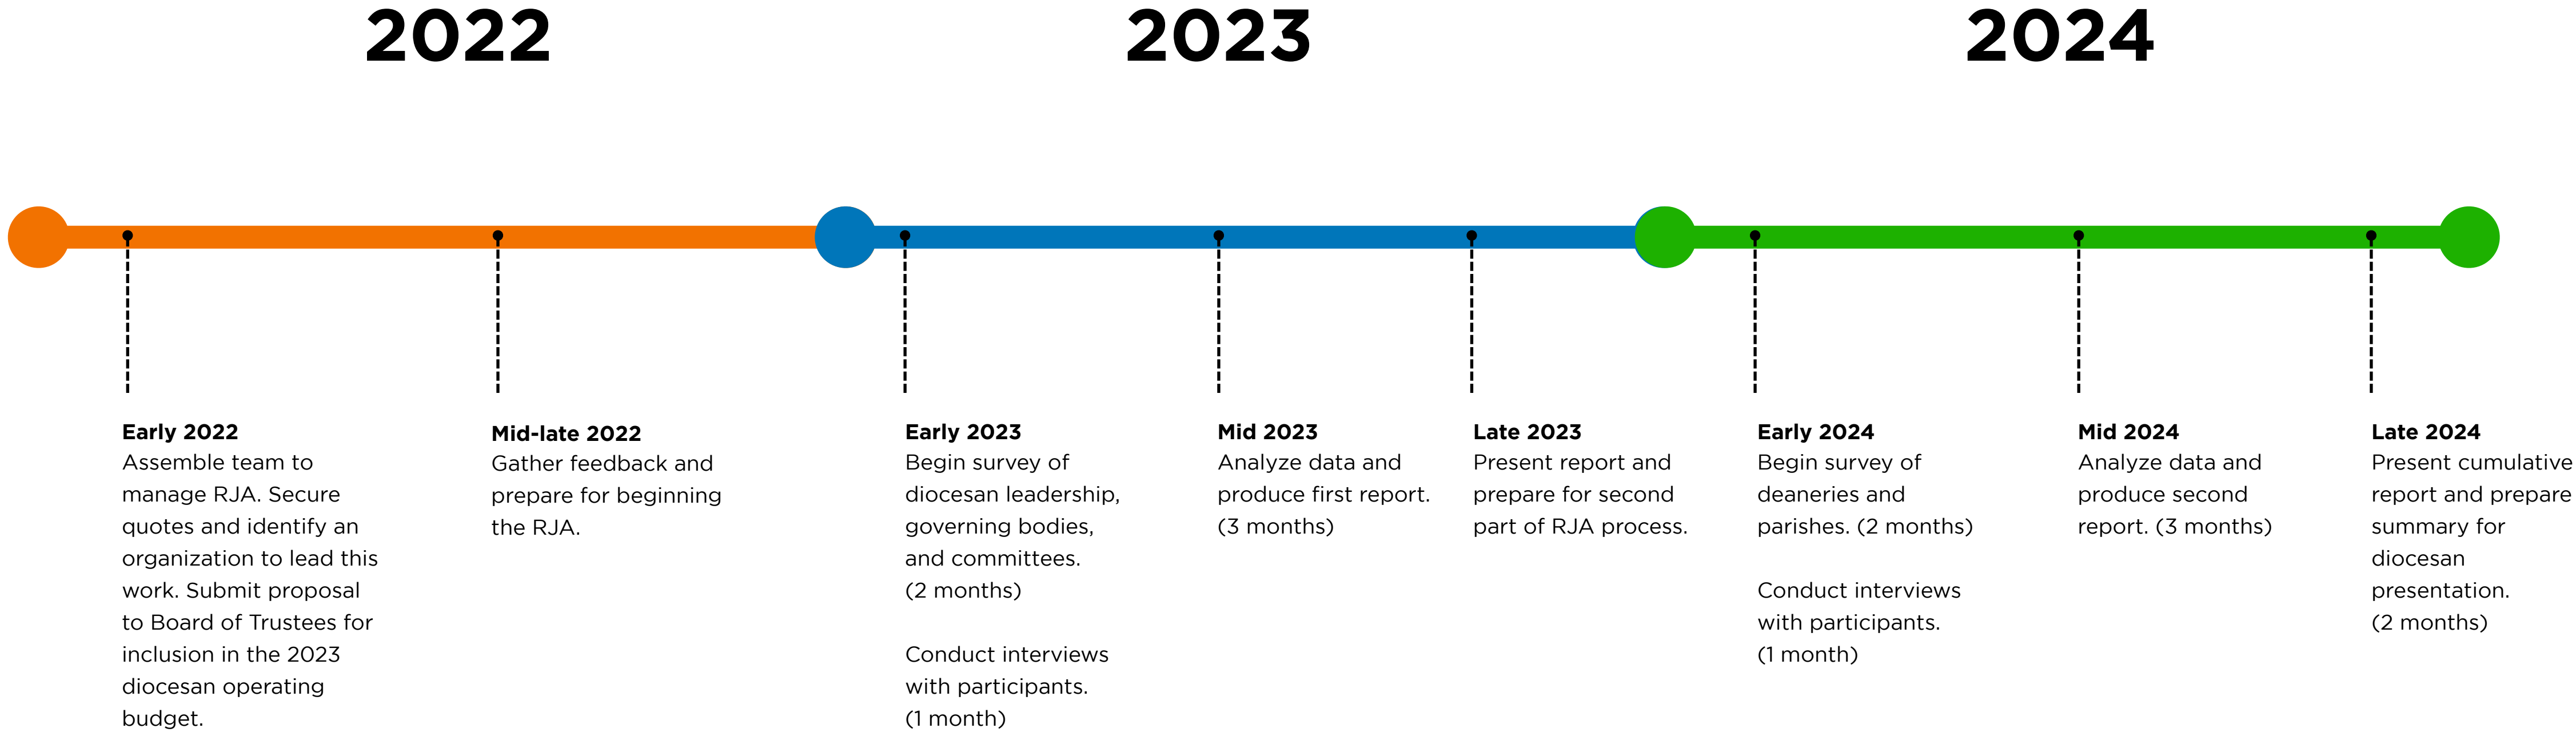 2022
2023
2024
Early 2022
Assemble team to
manage RJA. Secure
quotes and identify an
organization to lead this
work. Submit proposal
to Board of Trustees for
inclusion in the 2023
diocesan operating
budget.
Mid-late 2022
Gather feedback and
prepare for beginning
the RJA.
Early 2023
Begin survey of
diocesan leadership,
governing bodies,
and committees.
(2 months)
Conduct interviews
with participants.
(1 month)
Mid 2023
Analyze data and
produce first report.
(3 months)
Late 2023
Present report and
prepare for second
part of RJA process.
Early 2024
Begin survey of
deaneries and
parishes. (2 months)
Conduct interviews
with participants.
(1 month)
Mid 2024
Analyze data and
produce second
report. (3 months)
Late 2024
Present cumulative
report and prepare
summary for
diocesan
presentation.
(2 months)